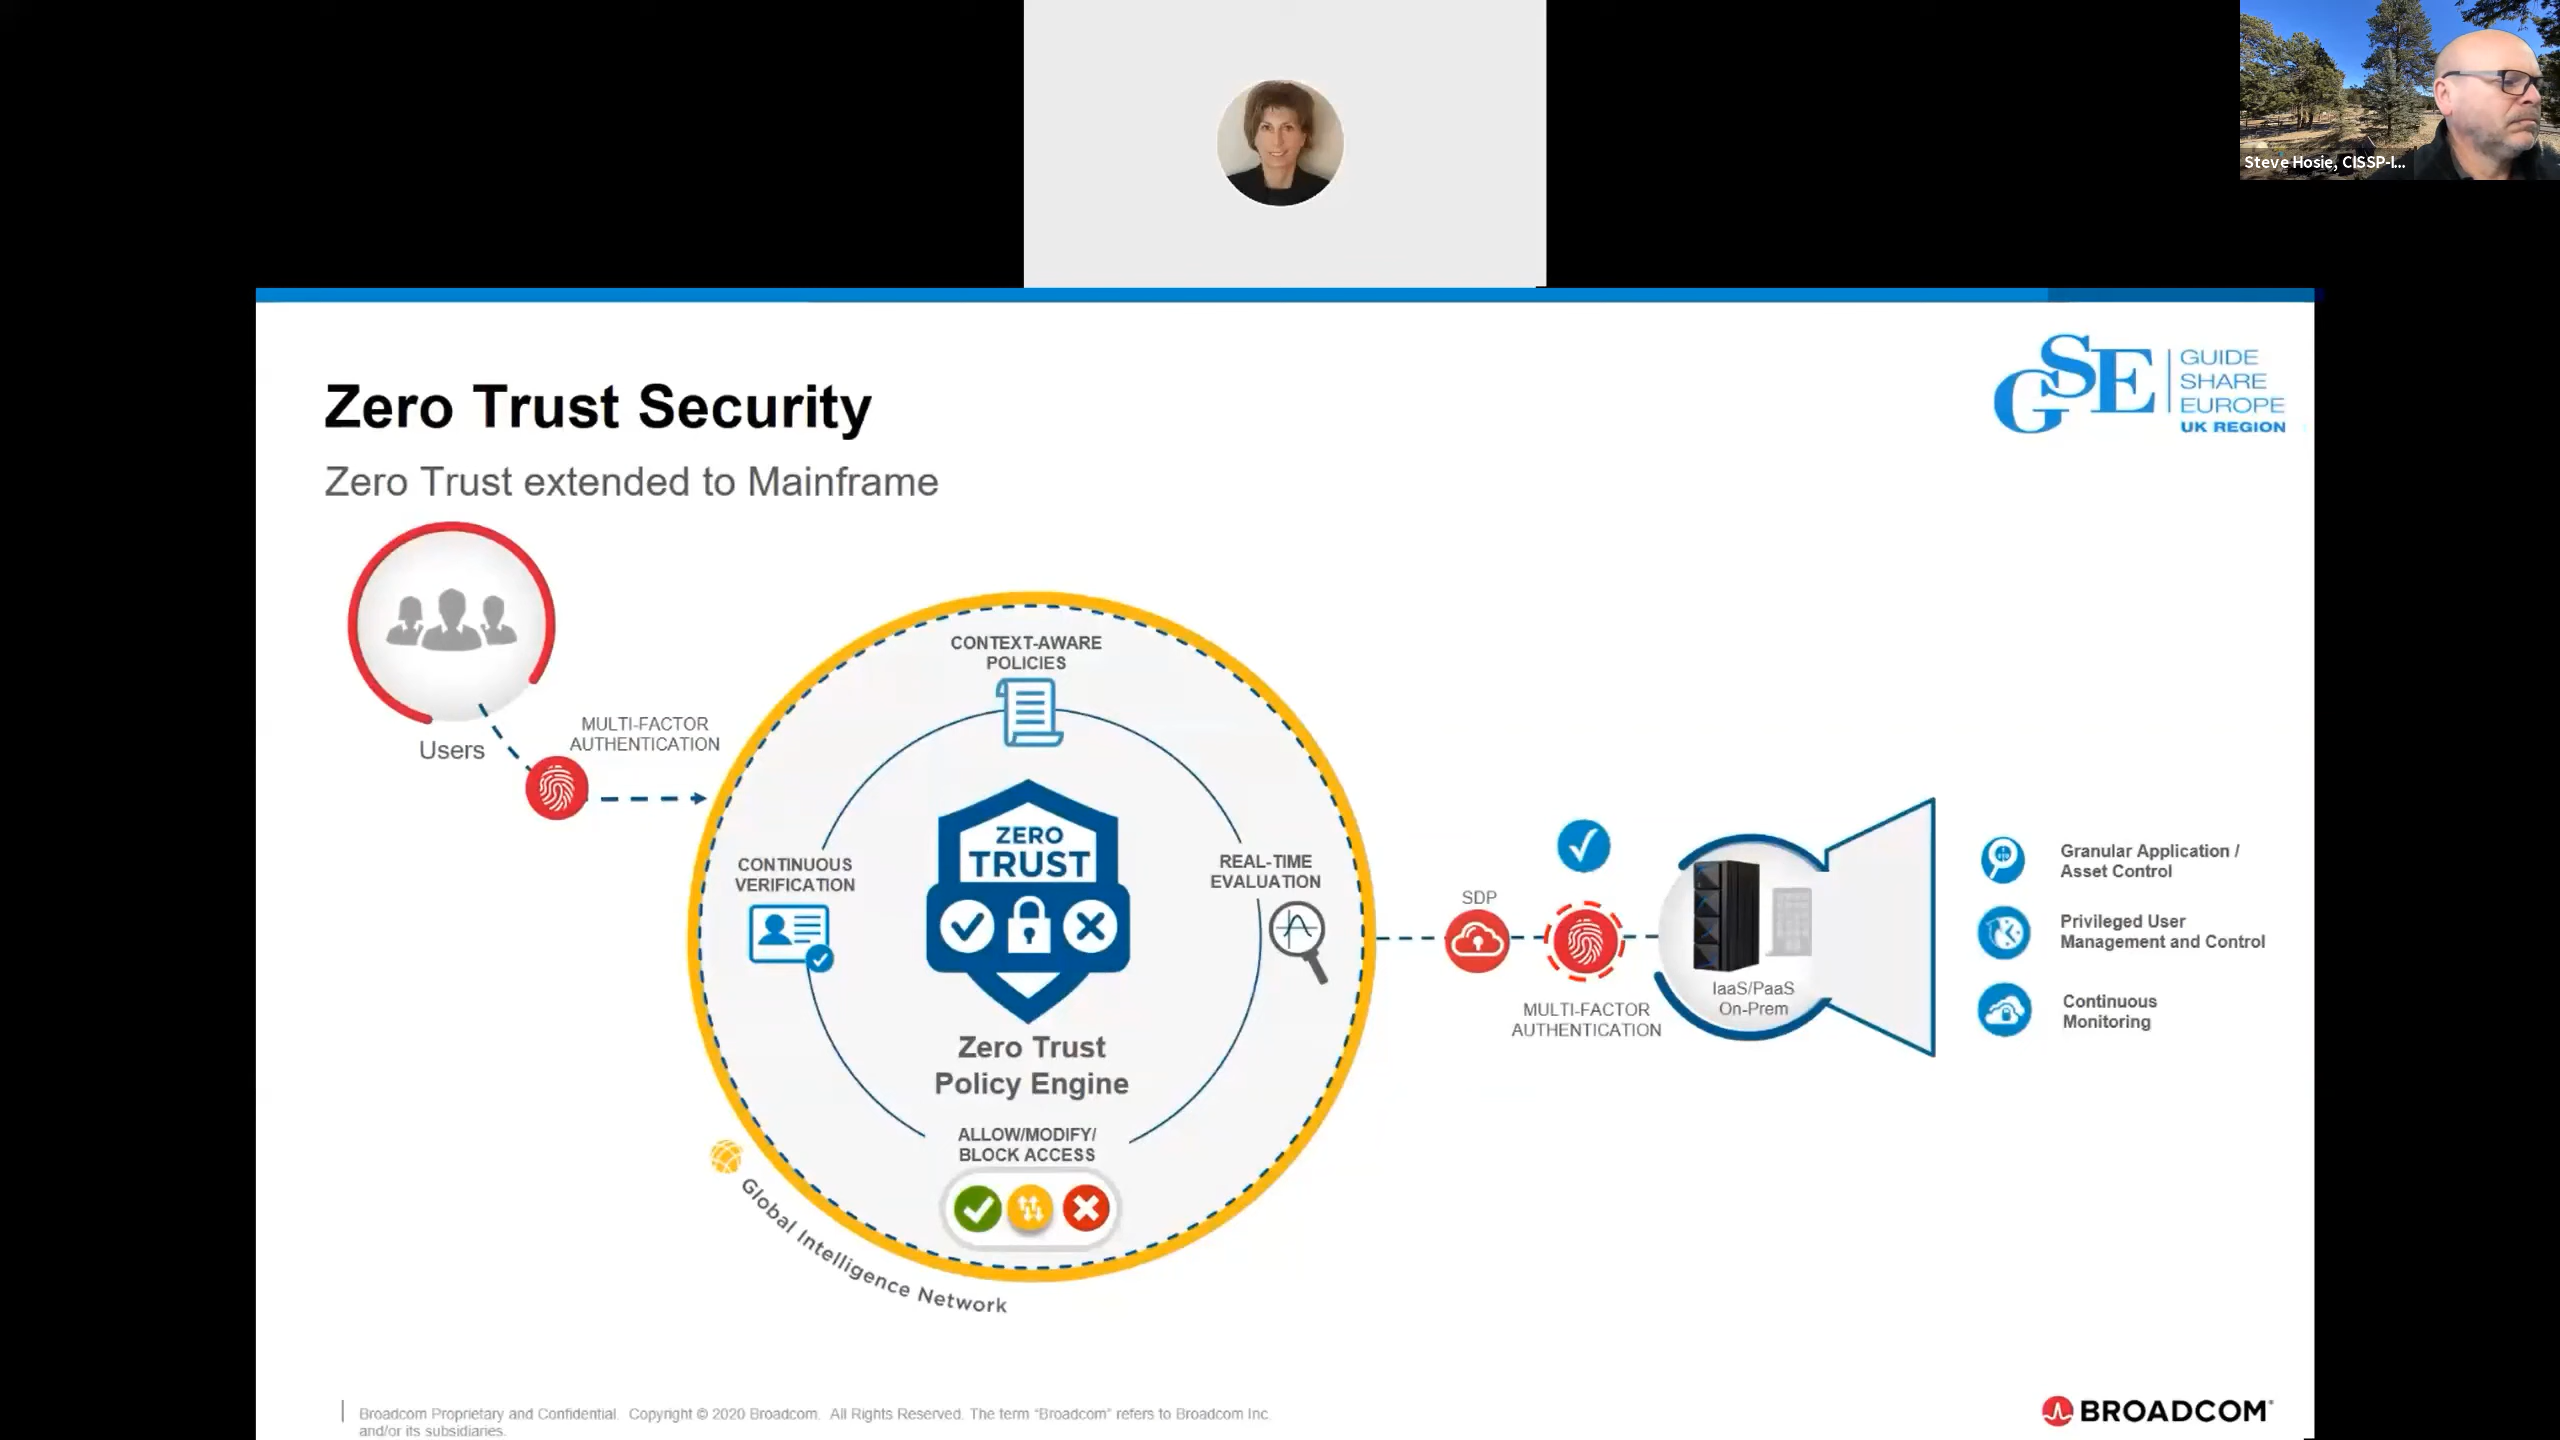 Steve Hosie, CISSP-I...
GSE
GUIDE
SHARE
EUROPE
UK REGION
Zero Trust Security
Zero Trust extended to Mainframe
Users
MULTI-FACTOR
AUTHENTICATION
CONTEXT-AWARE
POLICIES
CONTINUOUS
VERIFICATION
ZERO
TRUST
REAL-TIME
EVALUATION
Zero Trust
Policy Engine
ALLOW/MODIFY/
BLOCK ACCESS
Global Intelligence Network
SDP
MULTI-FACTOR
AUTHENTICATION
IaaS/PaaS
On-Prem
Granular Application /
Asset Control
Privileged User
Management and Control
Continuous
Monitoring
Broadcom Proprietary and Confidential. Copyright © 2020 Broadcom. All Rights Reserved. The term “Broadcom” refers to Broadcom Inc.
and/or its subsidiaries.
BROADCOM®